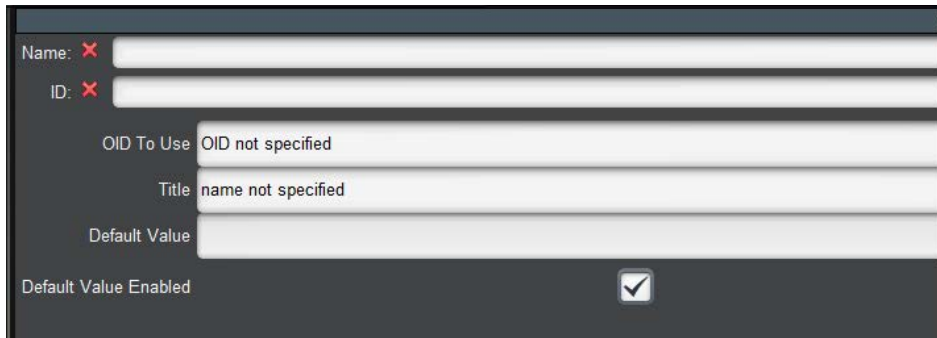 Name:
ID:
OID To Use OID not specified
Title name not specified
Default Value
Default Value Enabled